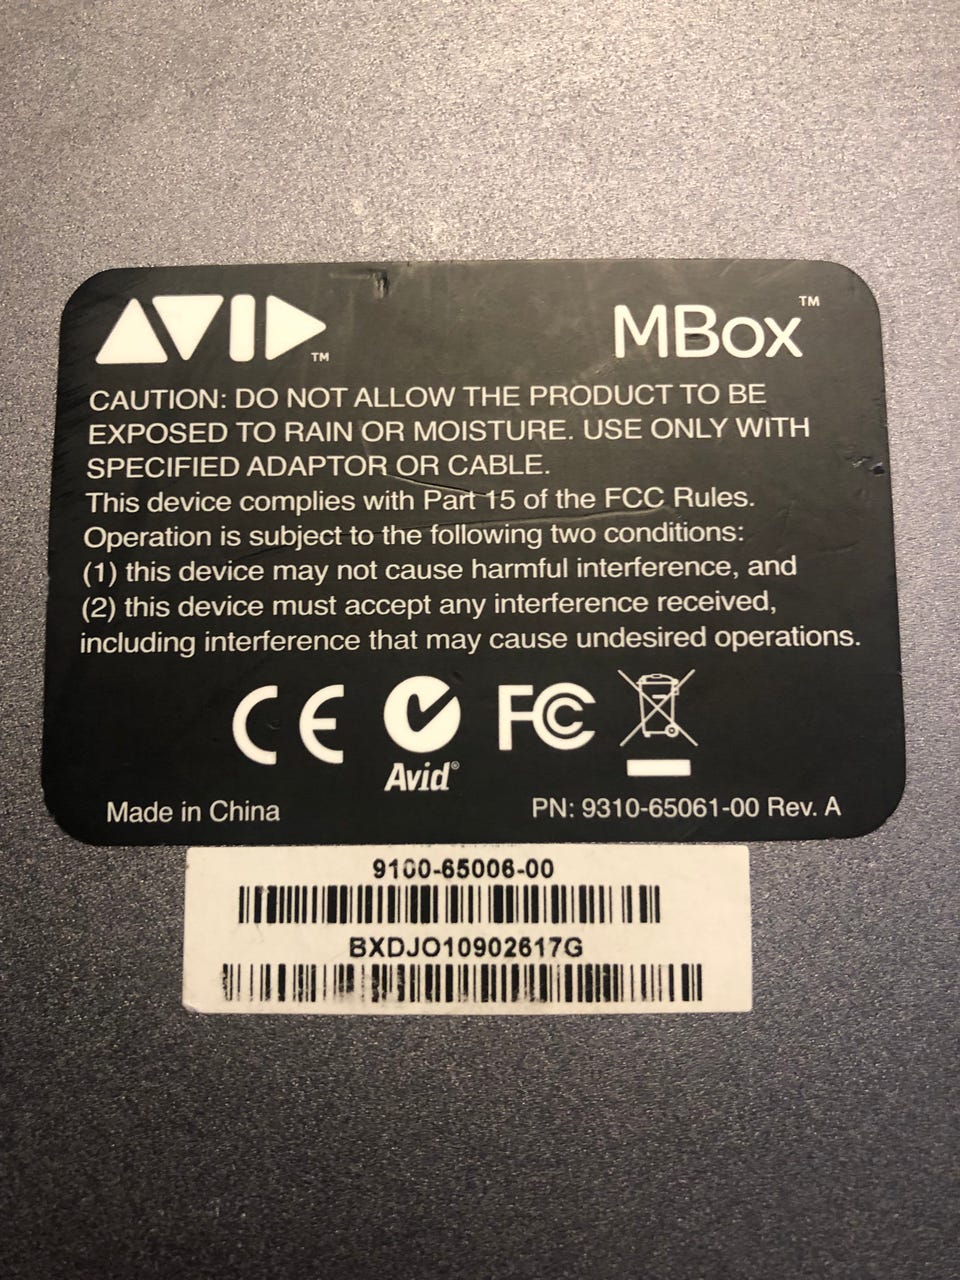 AVID™
MBox™
CAUTION: DO NOT ALLOW THE PRODUCT TO BE
EXPOSED TO RAIN OR MOISTURE. USE ONLY WITH
SPECIFIED ADAPTOR OR CABLE.
This device complies with Part 15 of the FCC Rules.
Operation is subject to the following two conditions:
(1) this device may not cause harmful interference, and
(2) this device must accept any interference received,
including interference that may cause undesired operations.
CE FC
Avid®
Made in China
PN: 9310-65061-00 Rev. A
9100-65006-00
BXDJO10902617G